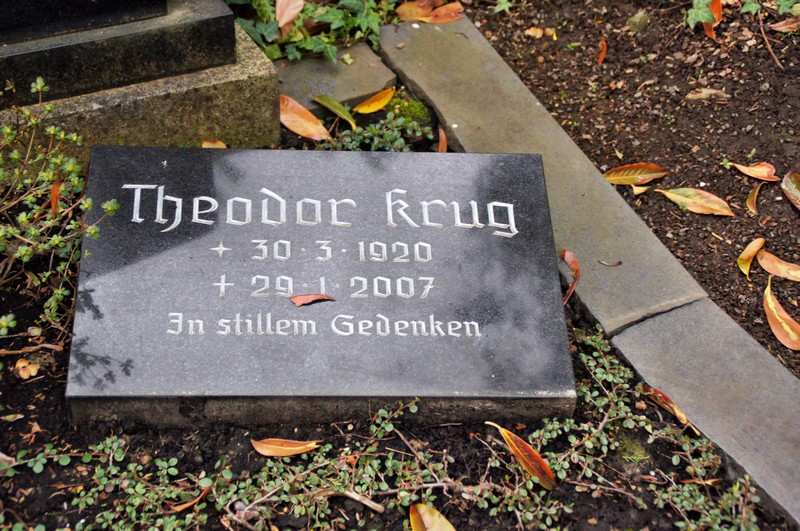 Theodor Krug
✦ 30·3·1920
+ 29·1·2007
In stillem Gedenken